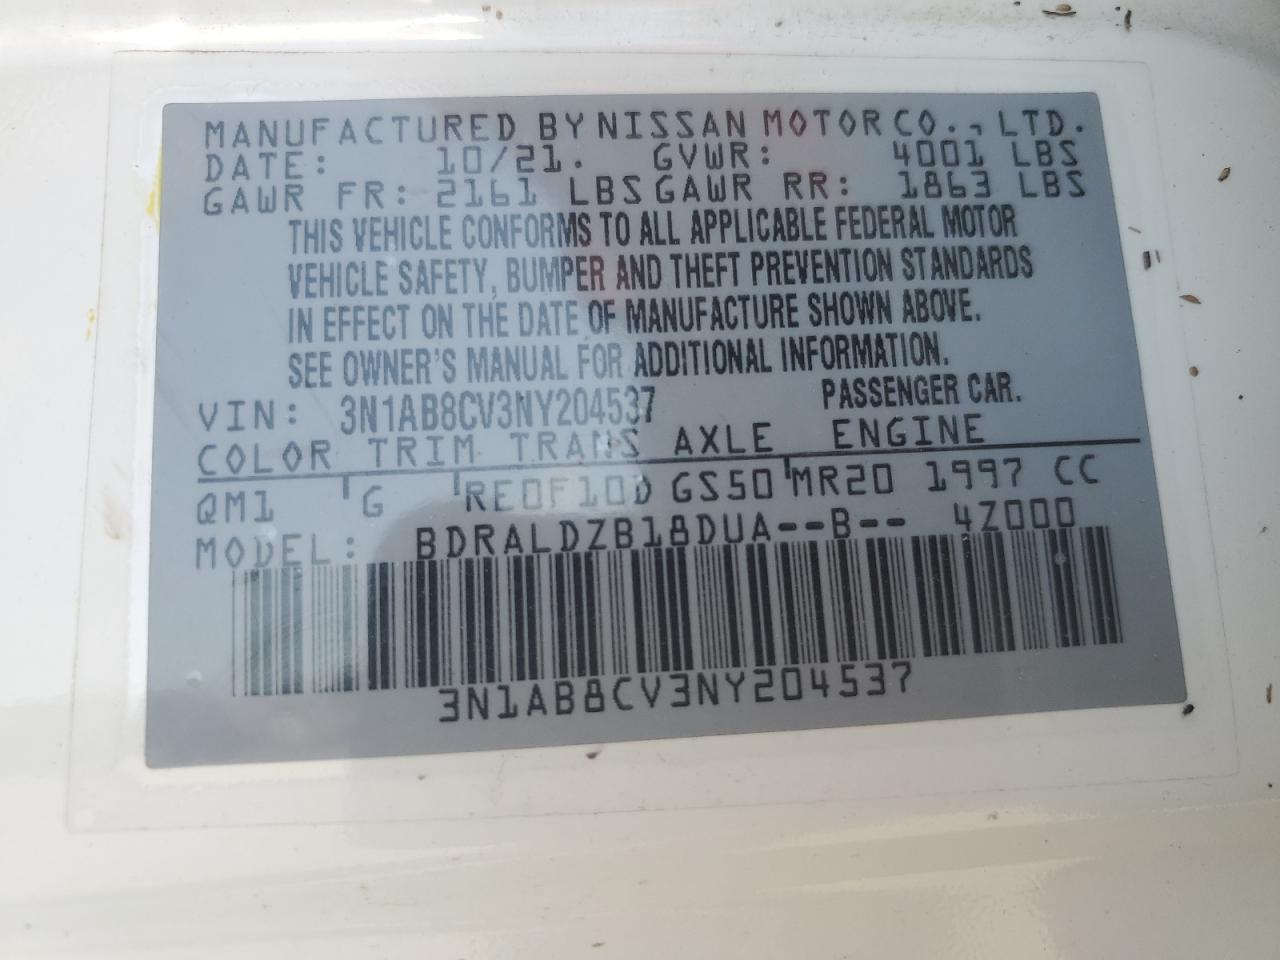 MANUFACTURED BY NISSAN MOTOR CO., LTD.
DATE: 10/21. GVWR: 4001 LBS
GAWR FR: 2161 LBS GAWR RR: 1863 LBS
THIS VEHICLE CONFORMS TO ALL APPLICABLE FEDERAL MOTOR
VEHICLE SAFETY, BUMPER AND THEFT PREVENTION STANDARDS
IN EFFECT ON THE DATE OF MANUFACTURE SHOWN ABOVE.
SEE OWNER'S MANUAL FOR ADDITIONAL INFORMATION.
VIN: 3N1AB8CV3NY204537 PASSENGER CAR.
COLOR TRIM TRANS AXLE ENGINE
QM1 G RE0F10D GS50 MR20 1997 CC
MODEL: BDRALDZB18DUA--B-- 4Z000
3N1AB8CV3NY204537